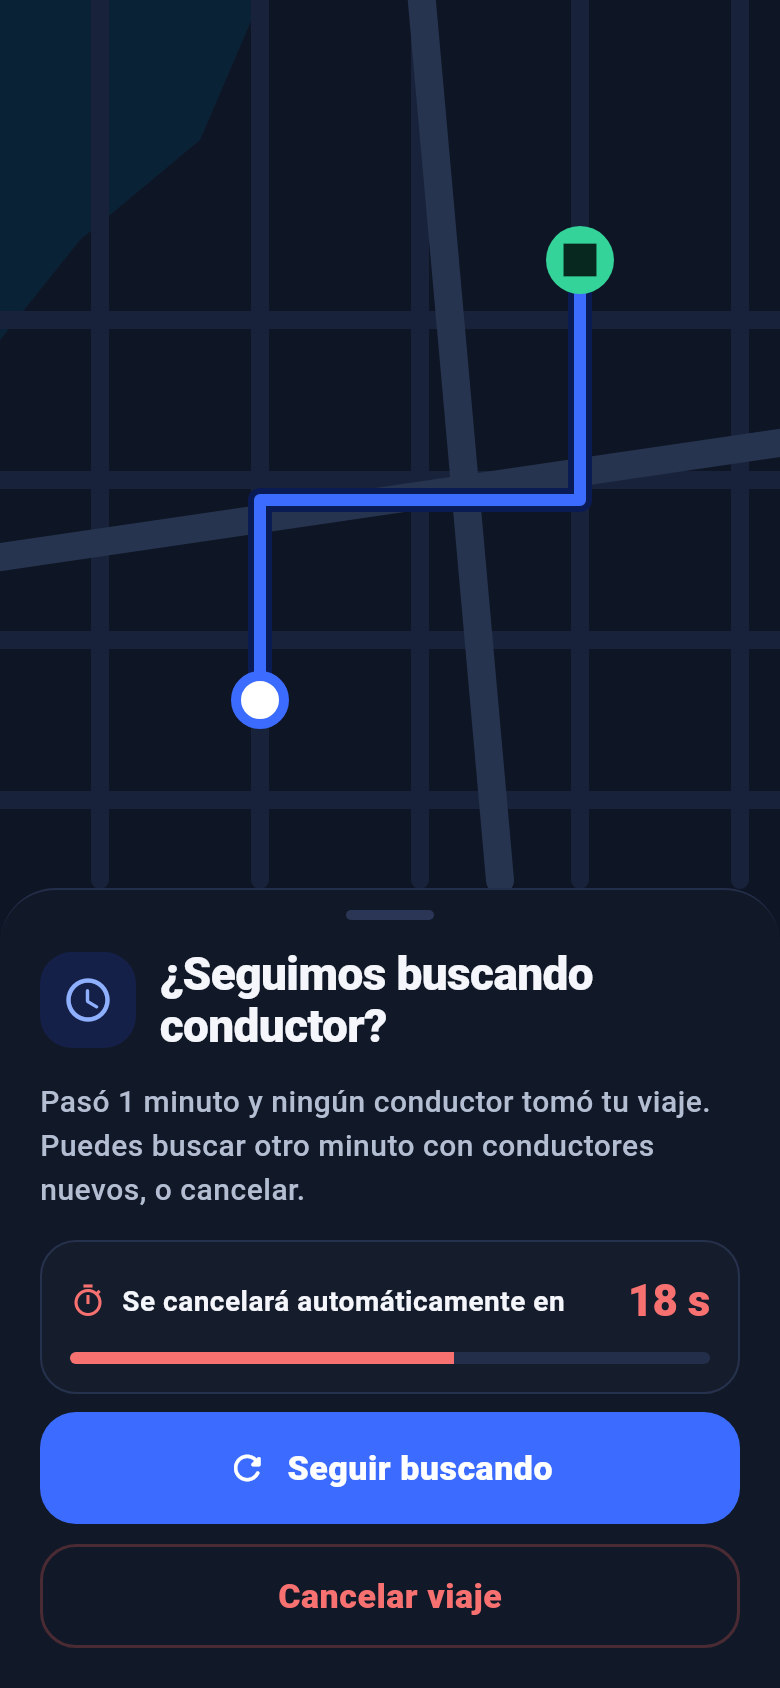 ¿Seguimos buscando
conductor?
Pasó 1 minuto y ningún conductor tomó tu viaje.
Puedes buscar otro minuto con conductores
nuevos, o cancelar.
Se cancelará automáticamente en 18 s
Seguir buscando
Cancelar viaje